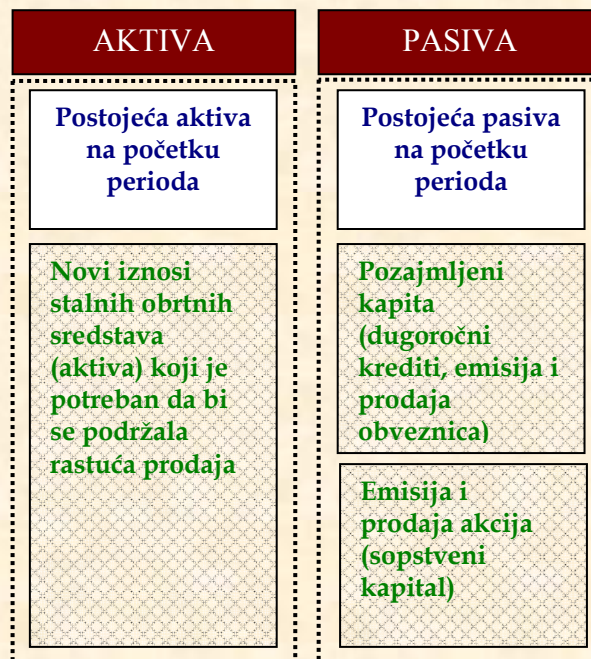 AKTIVA
Postojeća aktiva
na početku
perioda
Novi iznosi
stalnih obrtnih
sredstava
(aktiva) koji je
potreban da bi
se podržala
rastuća prodaja
PASIVA
Postojeća pasiva
na početku
perioda
Pozajmljeni
kapita
(dugoročni
krediti, emisija i
prodaja
obveznica)
Emisija i
prodaja akcija
(sopstveni
kapital)